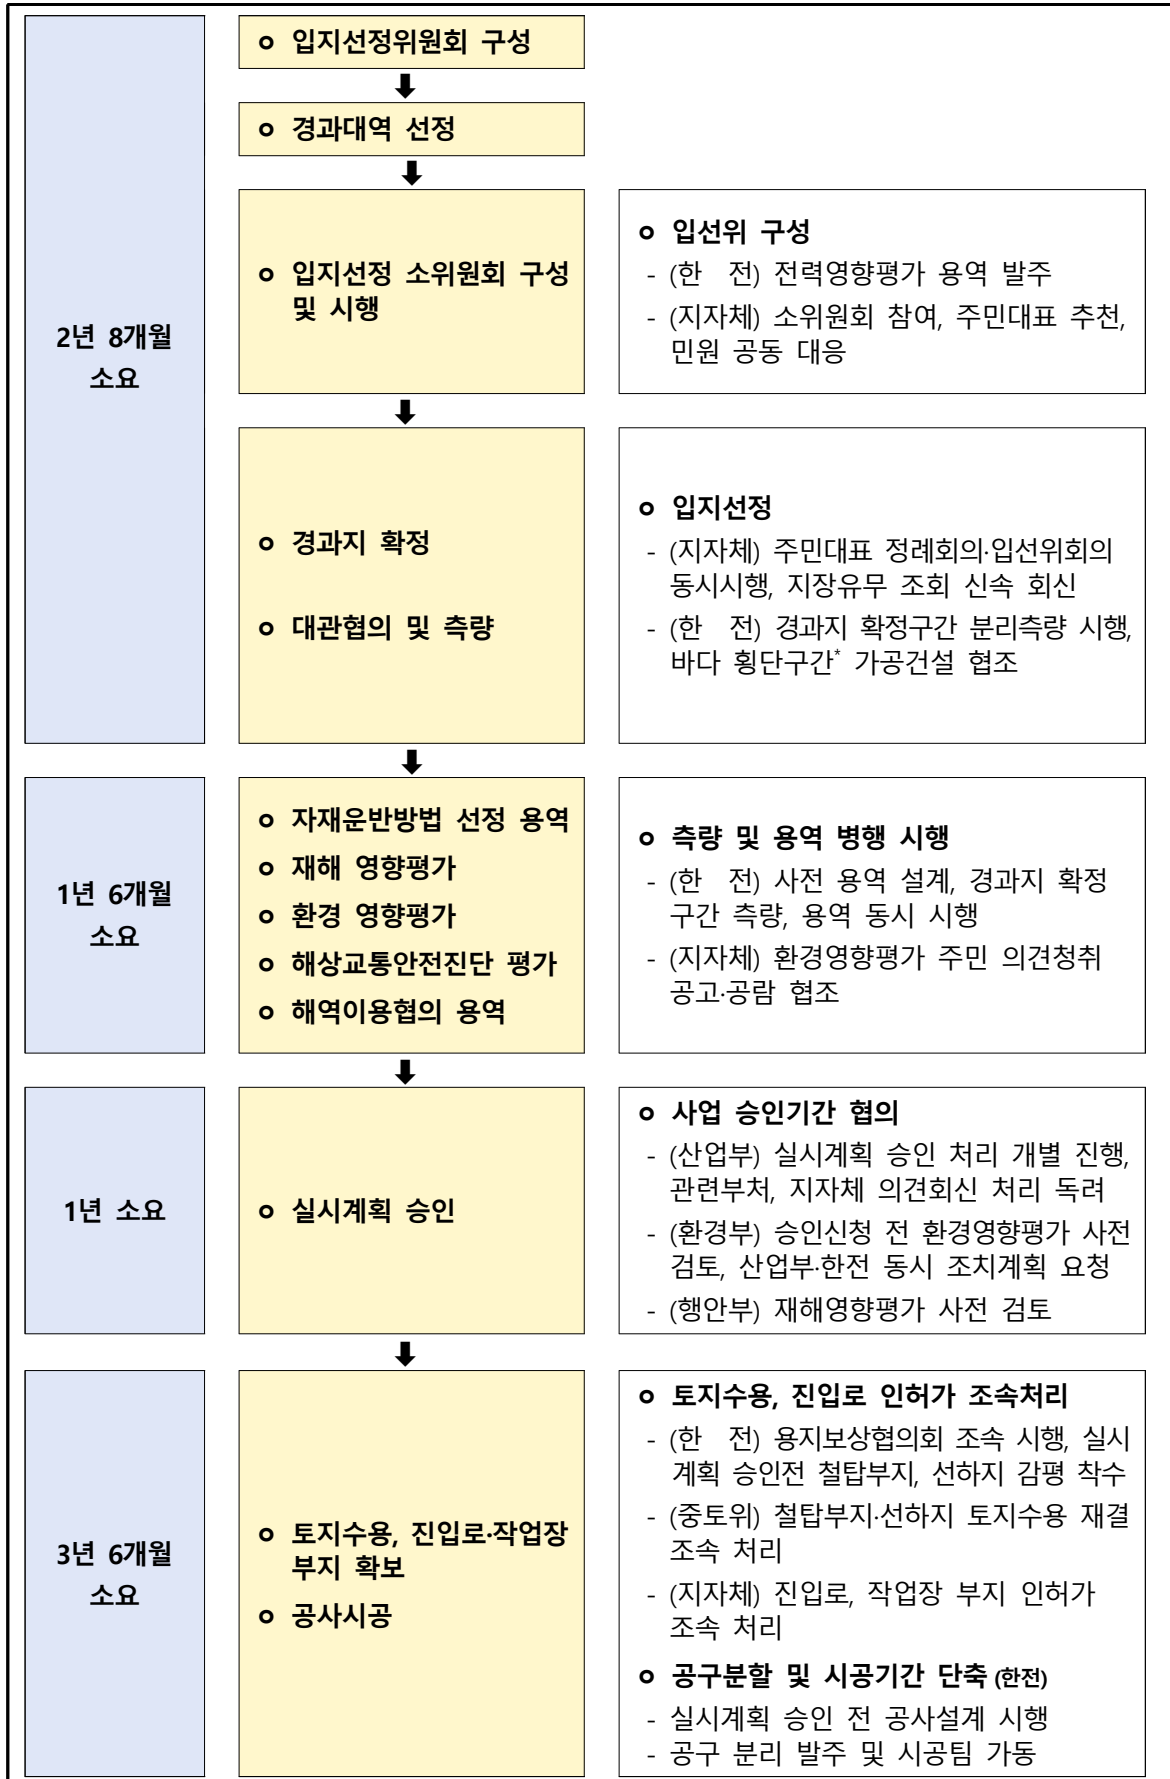 2년 8개월
소요
ㅇ 입지선정위원회 구성
ㅇ 경과대역 선정
ㅇ 입지선정 소위원회 구성
및 시행
ㅇ 입선위 구성
- (한 전) 전력영향평가 용역 발주
- (지자체) 소위원회 참여, 주민대표 추천,
민원 공동 대응
ㅇ 경과지 확정
ㅇ 대관협의 및 측량
ㅇ 입지선정
- (지자체) 주민대표 정례회의·입선위회의
동시시행, 지장유무 조회 신속 회신
- (한 전) 경과지 확정구간 분리측량 시행,
바다 횡단구간* 가공건설 협조
1년 6개월
소요
ㅇ 자재운반방법 선정 용역
ㅇ 재해 영향평가
ㅇ 환경 영향평가
ㅇ 해상교통안전진단 평가
ㅇ 해역이용협의 용역
ㅇ 측량 및 용역 병행 시행
- (한 전) 사전 용역 설계, 경과지 확정
구간 측량, 용역 동시 시행
- (지자체) 환경영향평가 주민 의견청취
공고·공람 협조
1년 소요
ㅇ 실시계획 승인
ㅇ 사업 승인기간 협의
- (산업부) 실시계획 승인 처리 개별 진행,
관련부처, 지자체 의견회신 처리 독려
- (환경부) 승인신청 전 환경영향평가 사전
검토, 산업부·한전 동시 조치계획 요청
- (행안부) 재해영향평가 사전 검토
3년 6개월
소요
ㅇ 토지수용, 진입로·작업장
부지 확보
ㅇ 공사시공
ㅇ 토지수용, 진입로 인허가 조속처리
- (한 전) 용지보상협의회 조속 시행, 실시
계획 승인전 철탑부지, 선하지 감평 착수
- (중토위) 철탑부지·선하지 토지수용 재결
조속 처리
- (지자체) 진입로, 작업장 부지 인허가
조속 처리
ㅇ 공구분할 및 시공기간 단축 (한전)
- 실시계획 승인 전 공사설계 시행
- 공구 분리 발주 및 시공팀 가동